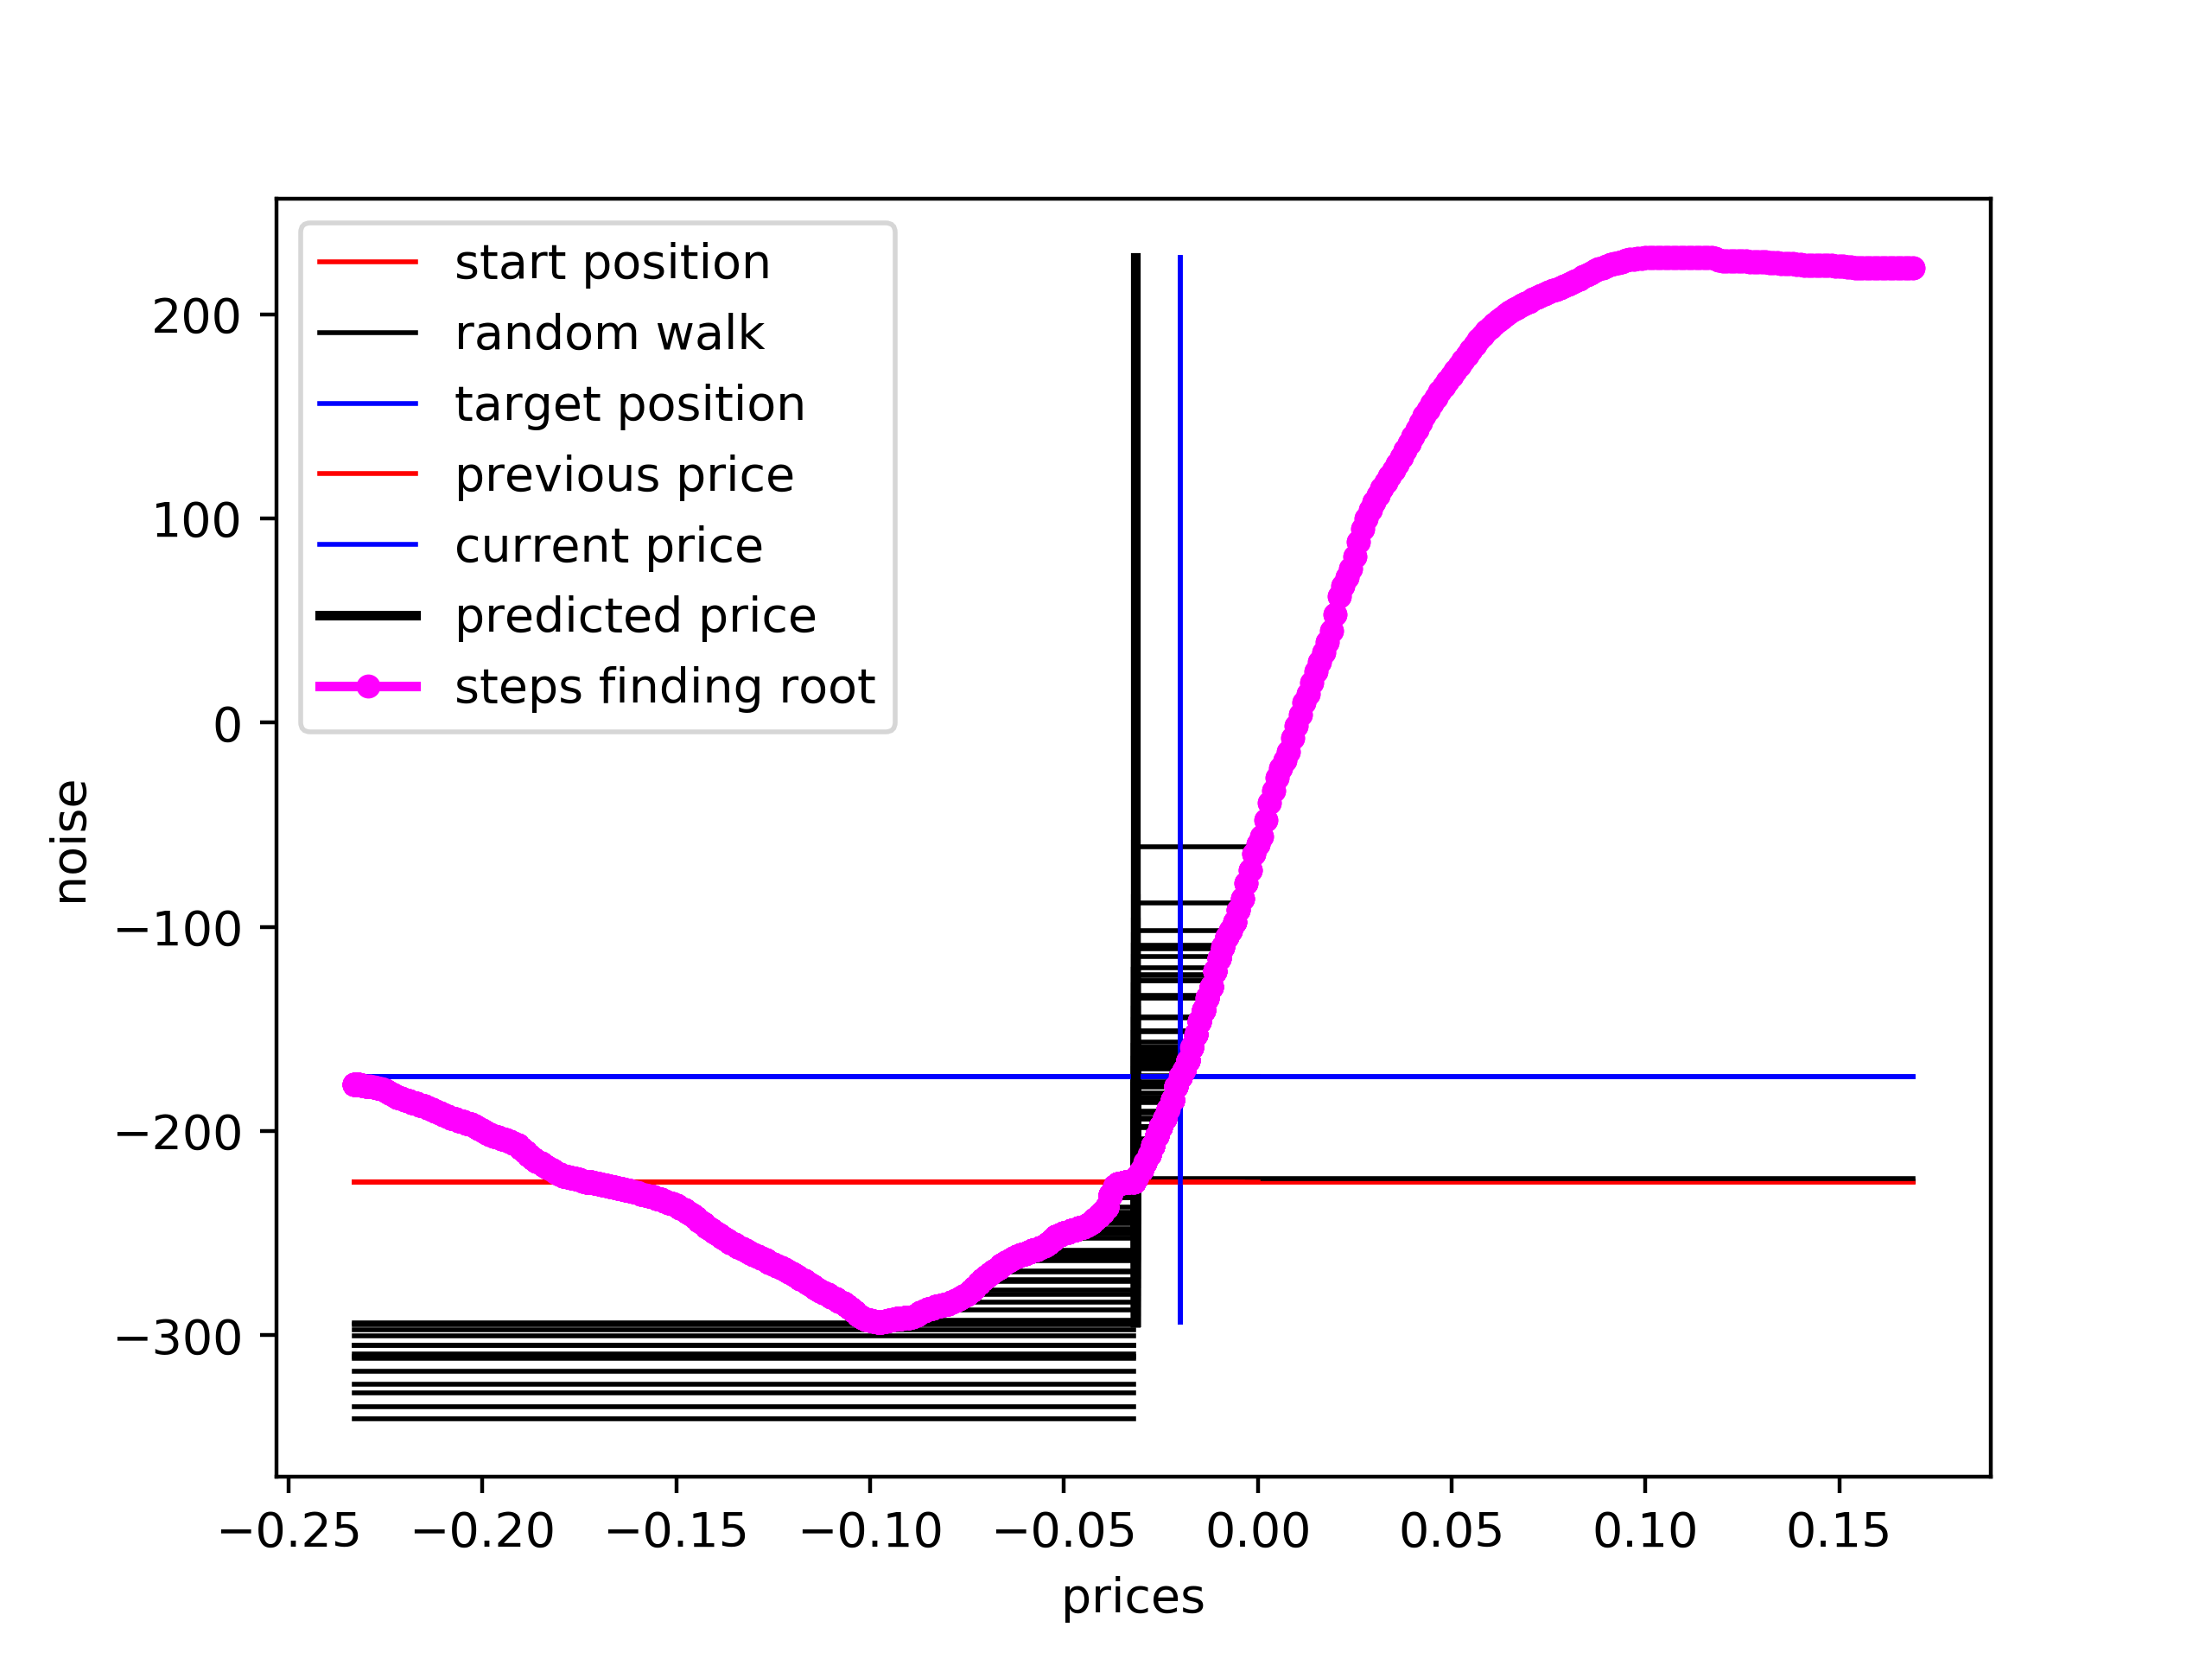 start position
random walk
target position
previous price
current price
predicted price
steps finding root
200
100
0
−100
−200
−300
noise
−0.25 −0.20 −0.15 −0.10 −0.05 0.00 0.05 0.10 0.15
prices